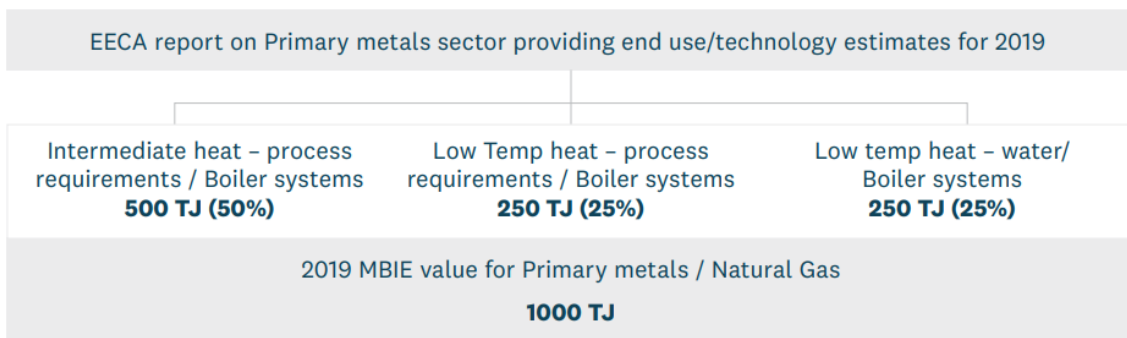 EECA report on Primary metals sector providing end use/technology estimates for 2019
Intermediate heat – process
requirements / Boiler systems
500 TJ (50%)
Low Temp heat – process
requirements / Boiler systems
250 TJ (25%)
Low temp heat – water/
Boiler systems
250 TJ (25%)
2019 MBIE value for Primary metals / Natural Gas
1000 TJ